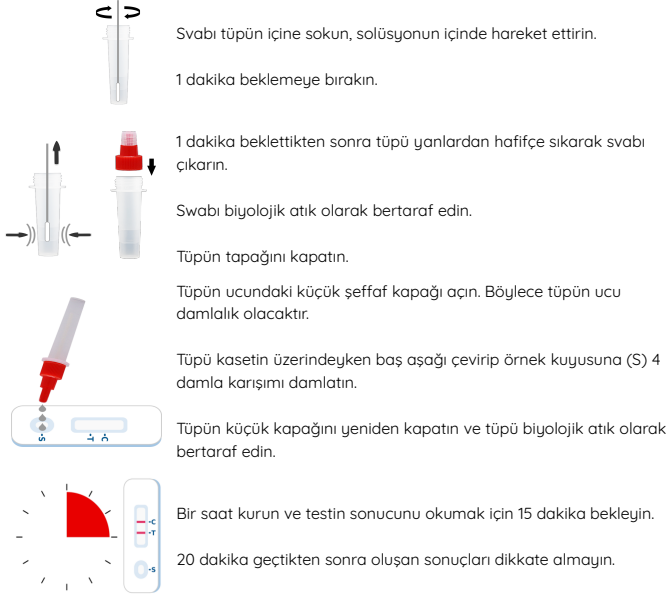 Svabı tüpün içine sokun, solüsyonun içinde hareket ettirin.
1 dakika beklemeye bırakın.
1 dakika beklettikten sonra tüpü yanlardan hafifçe sıkarak svabı
çıkarın.
Swabı biyolojik atık olarak bertaraf edin.
Tüpün tapağını kapatın.
Tüpün ucundaki küçük şeffaf kapağı açın. Böylece tüpün ucu
damlalık olacaktır.
Tüpü kasetin üzerindeyken baş aşağı çevirip örnek kuyusuna (S) 4
damla karışımı damlatın.
-S
-T
-C
Tüpün küçük kapağını yeniden kapatın ve tüpü biyolojik atık olarak
bertaraf edin.
Bir saat kurun ve testin sonucunu okumak için 15 dakika bekleyin.
-C
-T
-S
20 dakika geçtikten sonra oluşan sonuçları dikkate almayın.